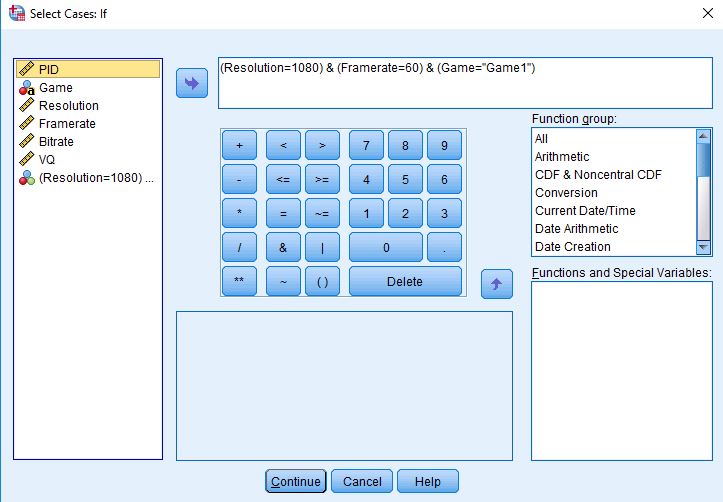 Select Cases: If
PID
Game
Resolution
Framerate
Bitrate
VQ
(Resolution=1080) ...
(Resolution=1080) & (Framerate=60) & (Game="Game1")
+ < > 7 8 9
- <= >= 4 5 6
* = ~= 1 2 3
/ & | 0 .
** ~ ( ) Delete
Function group:
All
Arithmetic
CDF & Noncentral CDF
Conversion
Current Date/Time
Date Arithmetic
Date Creation
Functions and Special Variables:
Continue Cancel Help